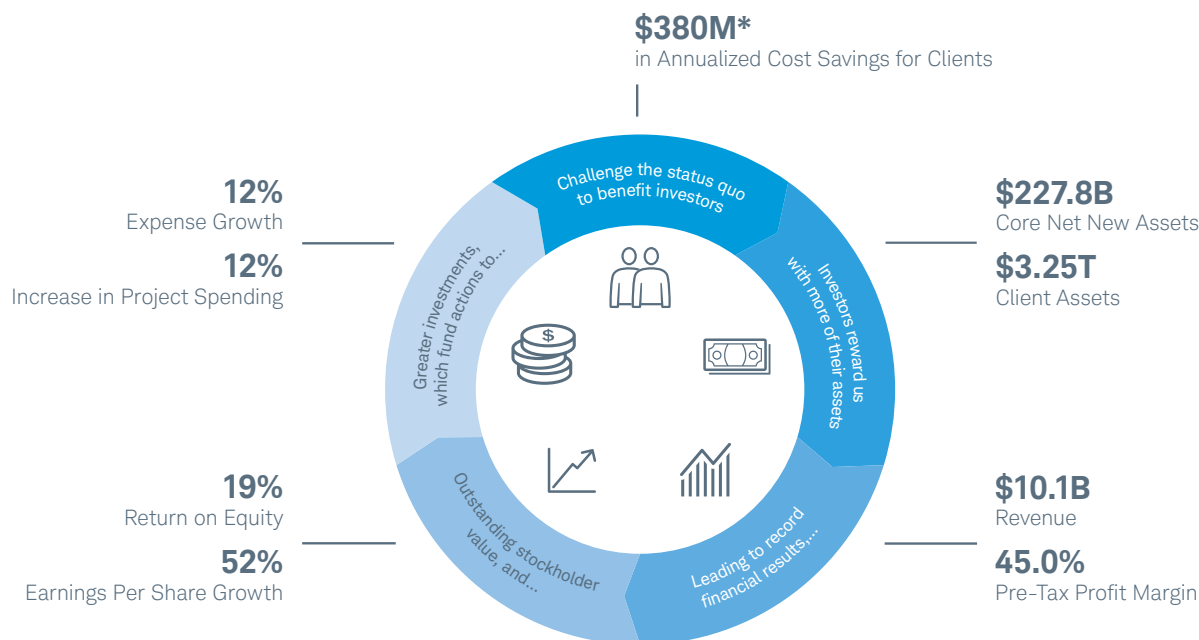 $380M*
in Annualized Cost Savings for Clients
Challenge the status quo
to benefit investors
$227.8B
Core Net New Assets
$3.25T
Client Assets
Investors reward us
with more of their assets
$10.1B
Revenue
45.0%
Pre-Tax Profit Margin
Leading to record
financial results,...
19%
Return on Equity
52%
Earnings Per Share Growth
Outstanding stockholder
value, and...
12%
Expense Growth
12%
Increase in Project Spending
Greater investments,
which fund actions to...
$